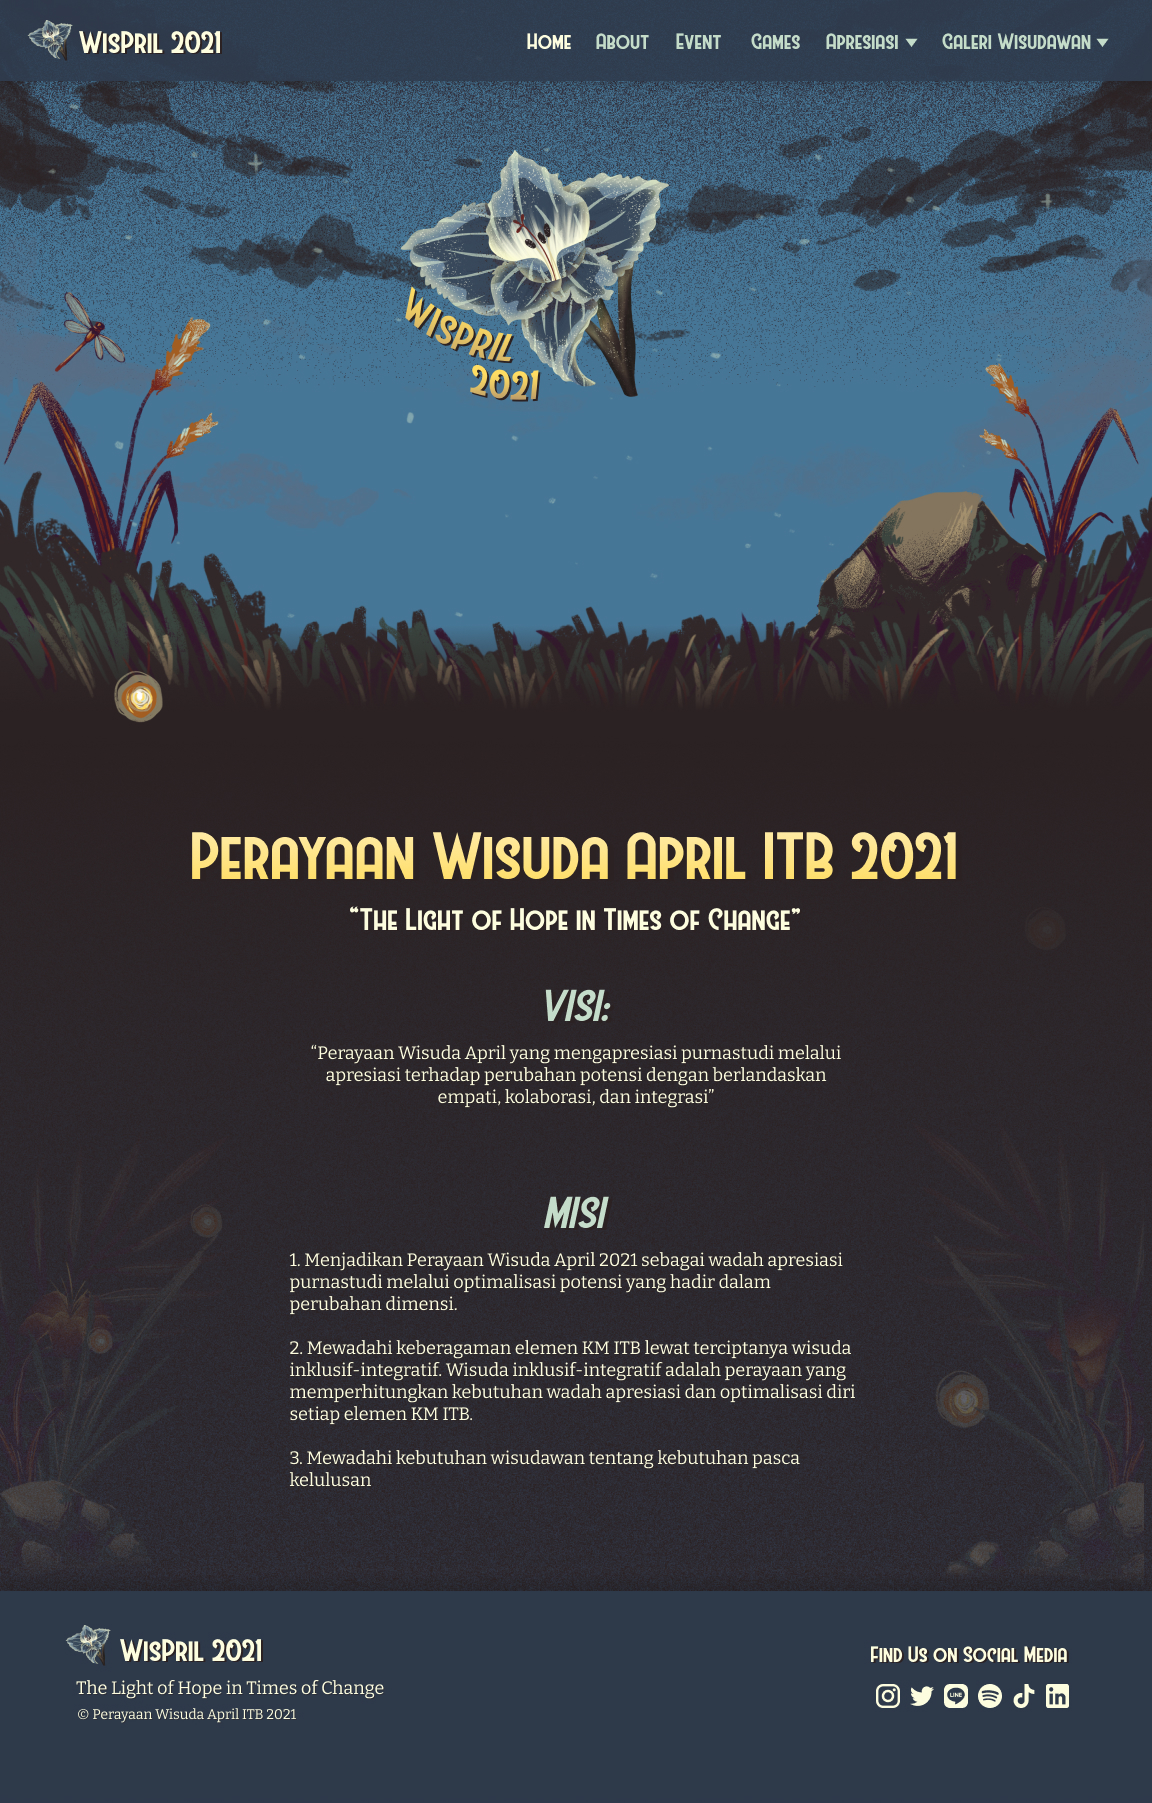 WisPril 2021
Home About Event Games Apresiasi Galeri Wisudawan
WISPRIL
2021
Perayaan Wisuda April ITB 2021
“The Light of Hope in Times of Change”
VISI:
“Perayaan Wisuda April yang mengapresiasi purnastudi melalui
apresiasi terhadap perubahan potensi dengan berlandaskan
empati, kolaborasi, dan integrasi”
MISI
1. Menjadikan Perayaan Wisuda April 2021 sebagai wadah apresiasi
purnastudi melalui optimalisasi potensi yang hadir dalam
perubahan dimensi.
2. Mewadahi keberagaman elemen KM ITB lewat terciptanya wisuda
inklusif-integratif. Wisuda inklusif-integratif adalah perayaan yang
memperhitungkan kebutuhan wadah apresiasi dan optimalisasi diri
setiap elemen KM ITB.
3. Mewadahi kebutuhan wisudawan tentang kebutuhan pasca
kelulusan
WisPril 2021
The Light of Hope in Times of Change
© Perayaan Wisuda April ITB 2021
Find Us on Social Media
LINE